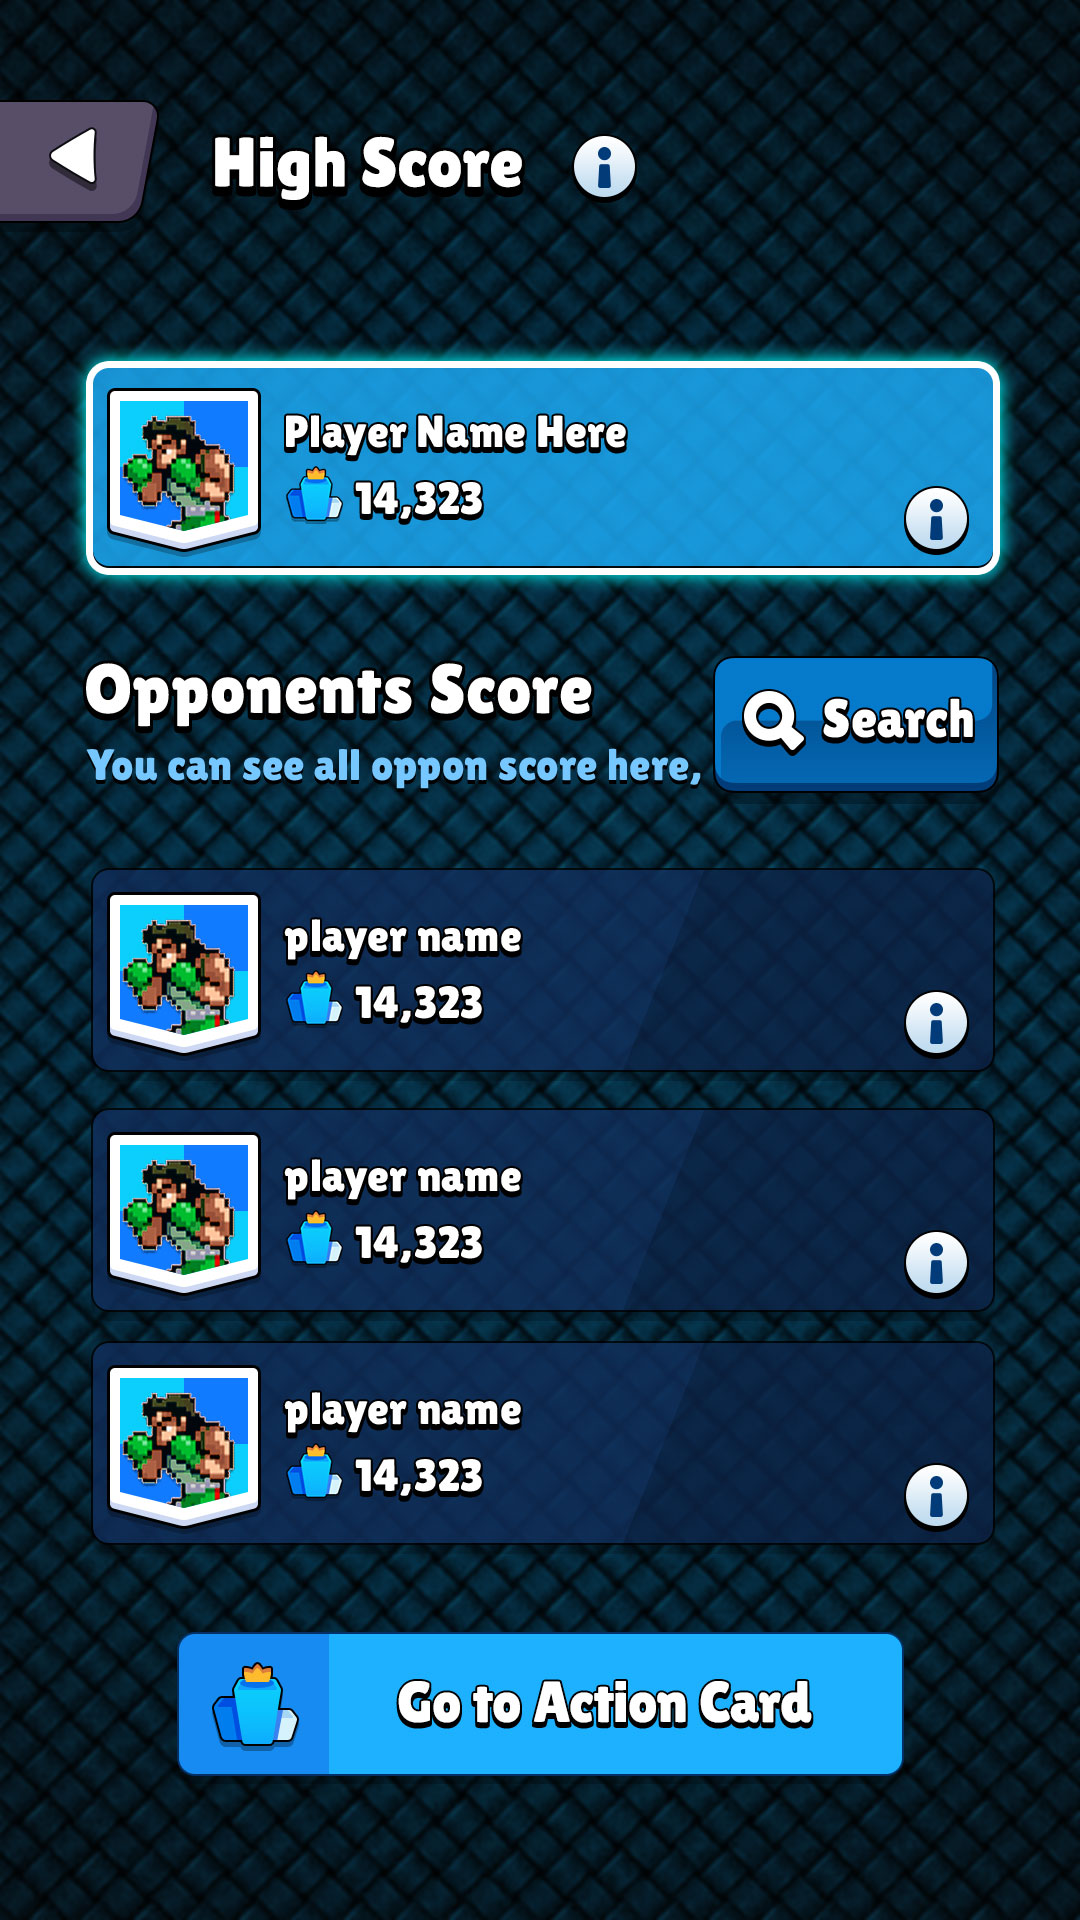 High Score
Player Name Here
14,323
Opponents Score
You can see all oppon score here,
Search
player name
14,323
player name
14,323
player name
14,323
Go to Action Card